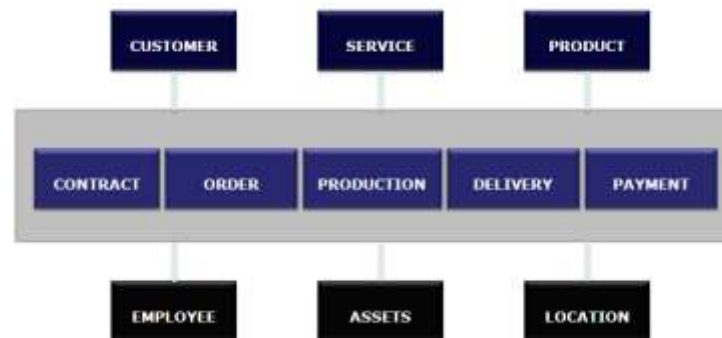 CUSTOMER SERVICE PRODUCT
CONTRACT ORDER PRODUCTION DELIVERY PAYMENT
EMPLOYEE ASSETS LOCATION